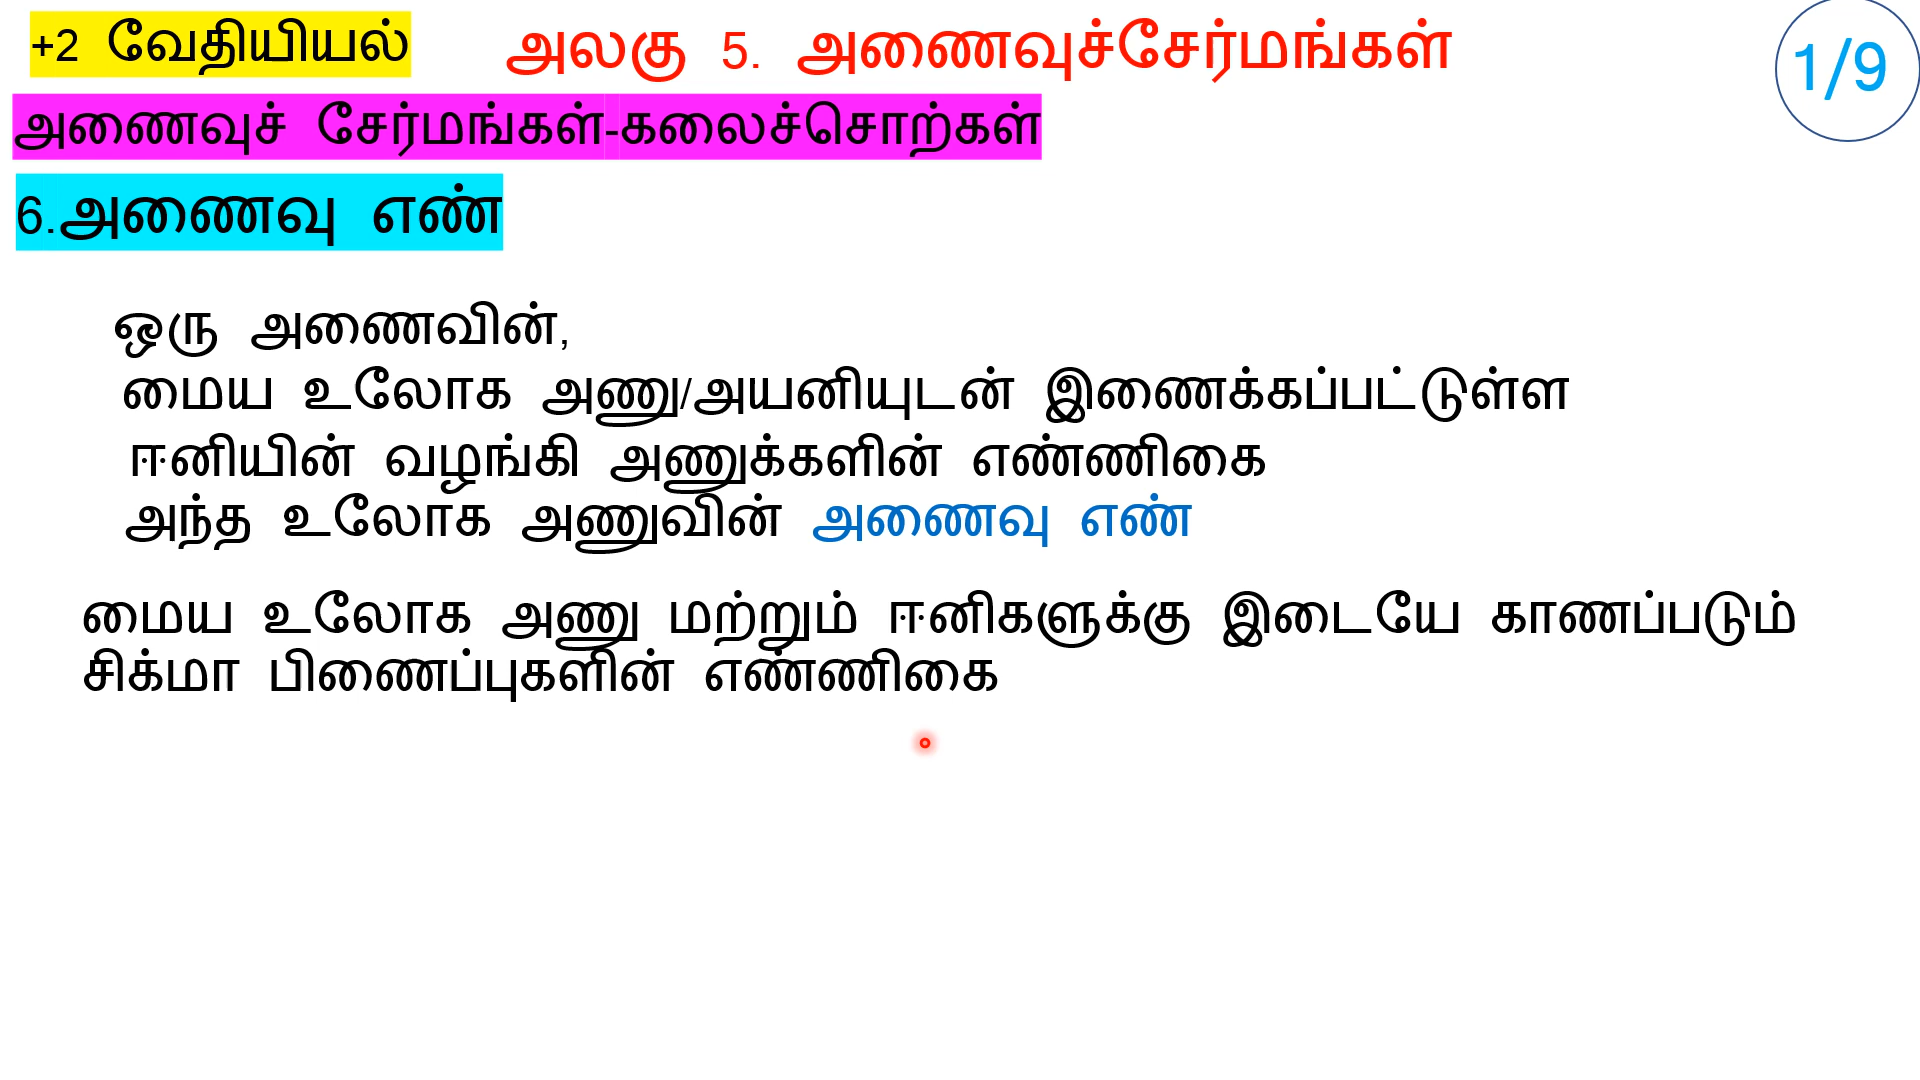 +2 வேதியியல் அலகு 5. அணைவுச்சேர்மங்கள் 1/9
அணைவுச் சேர்மங்கள்-கலைச்சொற்கள்
6.அணைவு எண்
ஒரு அணைவின்,
மைய உலோக அணு/அயனியுடன் இணைக்கப்பட்டுள்ள
ஈனியின் வழங்கி அணுக்களின் எண்ணிகை
அந்த உலோக அணுவின் அணைவு எண்
மைய உலோக அணு மற்றும் ஈனிகளுக்கு இடையே காணப்படும்
சிக்மா பிணைப்புகளின் எண்ணிகை